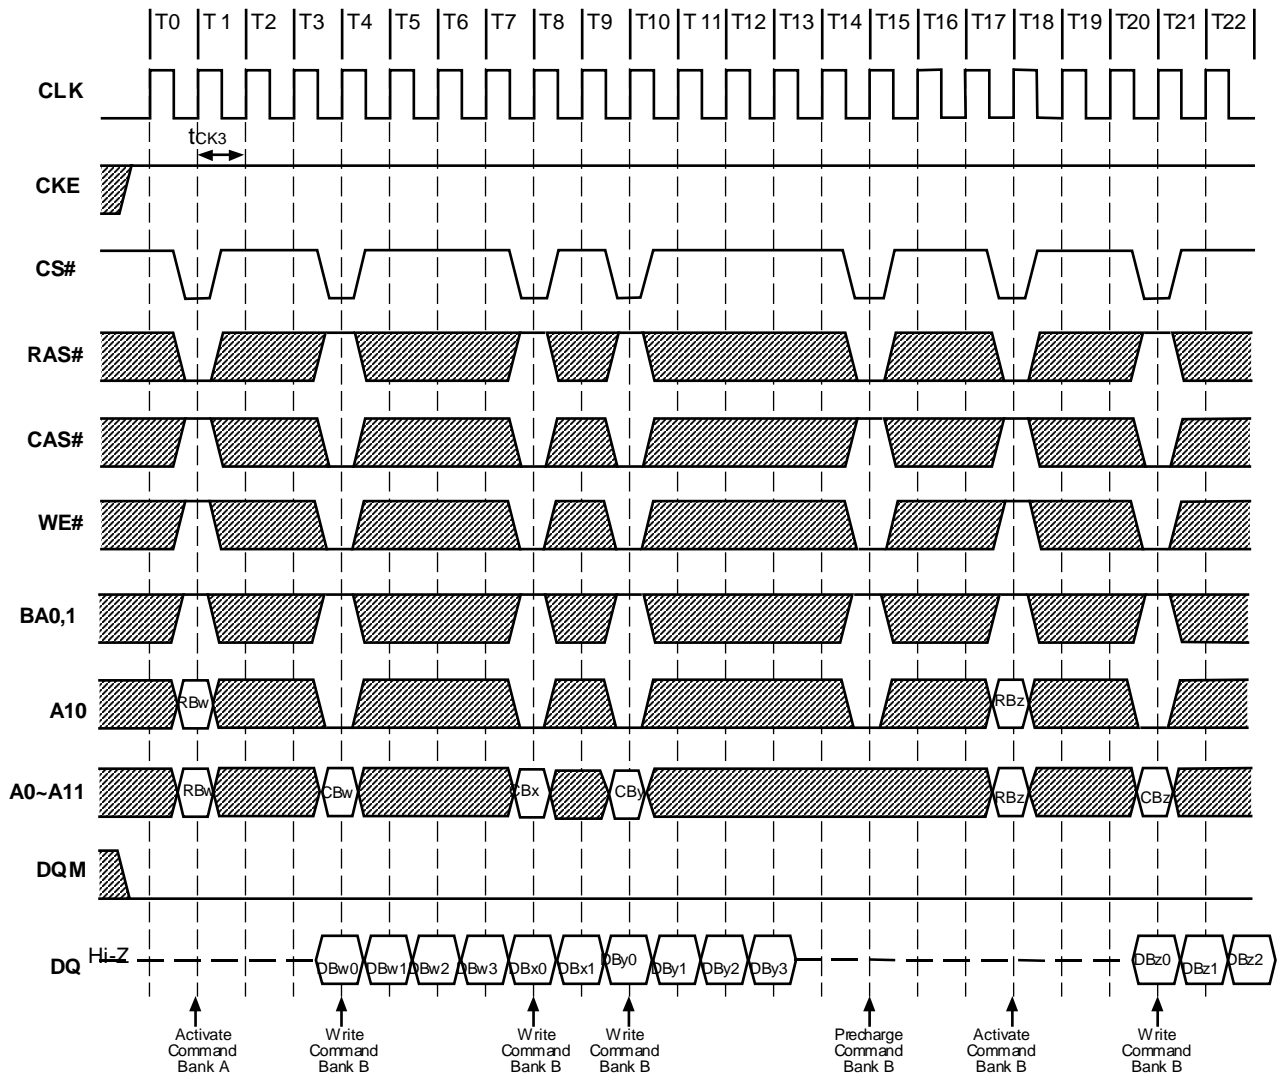 T0 T1 T2 T3 T4 T5 T6 T7 T8 T9 T10 T11 T12 T13 T14 T15 T16 T17 T18 T19 T20 T21 T22
CLK
tCK3
CKE
CS#
RAS#
CAS#
WE#
BA0,1
A10
RBw RBz
A0~A11
RBw CBw CBx CBy RBz CBz
DQM
DQ Hi-Z
DBw0 DBw1 DBw2 DBw3 DBx0 DBx1 DBy0 DBy1 DBy2 DBy3 DBz0 DBz1 DBz2
Activate Command Bank A
Write Command Bank B
Write Command Bank B
Write Command Bank B
Precharge Command Bank B
Activate Command Bank B
Write Command Bank B